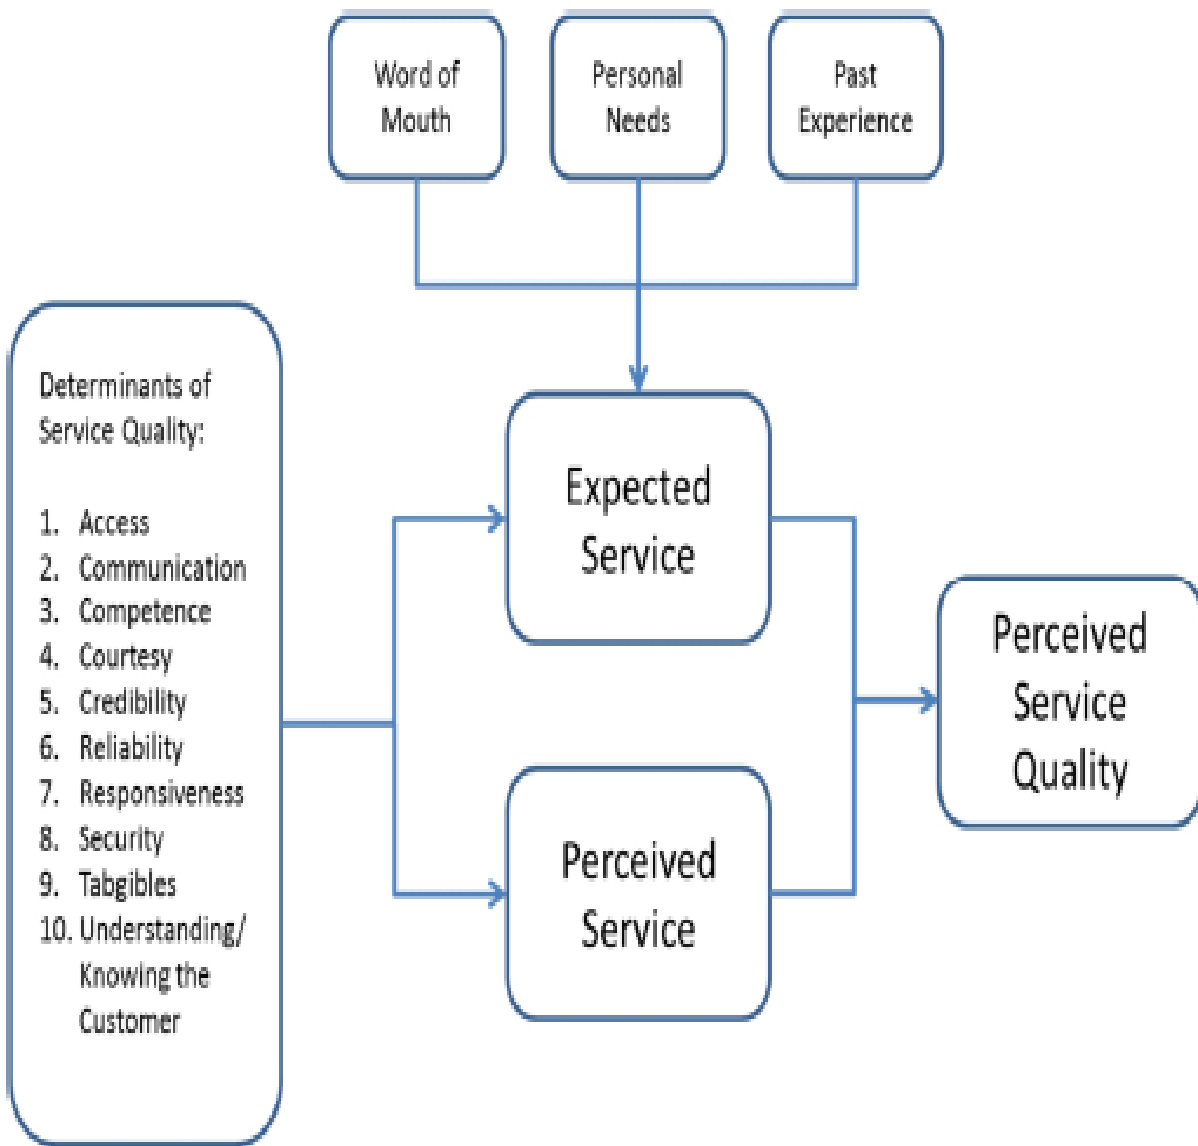 Word of
Mouth
Personal
Needs
Past
Experience
Determinants of
Service Quality:
1. Access
2. Communication
3. Competence
4. Courtesy
5. Credibility
6. Reliability
7. Responsiveness
8. Security
9. Tabgibles
10. Understanding/
Knowing the
Customer
Expected
Service
Perceived
Service
Perceived
Service
Quality